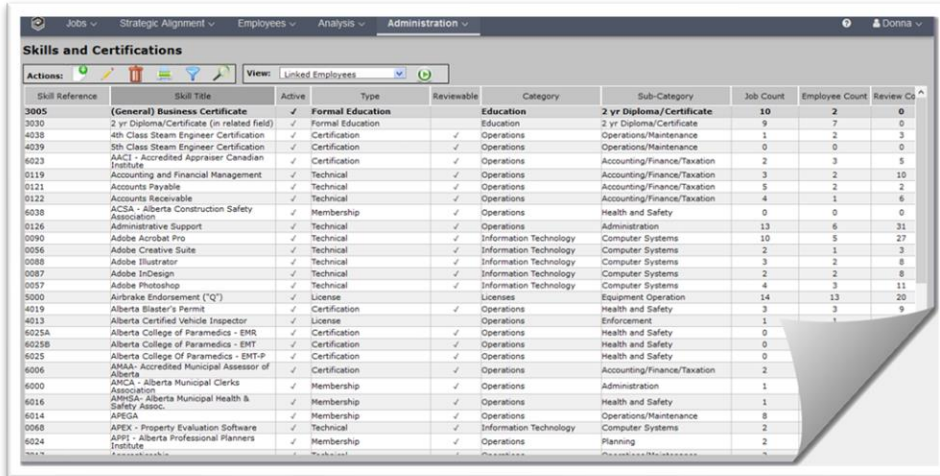 Jobs Strategic Alignment Employees Analysis Administration ? Donna
Skills and Certifications
Actions: View: Linked Employees
Skill Reference Skill Title Active Type Reviewable Category Sub-Category Job Count Employee Count Review Co
3005 (General) Business Certificate √ Formal Education Education 2 yr Diploma/Certificate 10 2 0
3030 2 yr Diploma/Certificate (in related field) √ Formal Education Education 2 yr Diploma/Certificate 9 7 0
4038 4th Class Steam Engineer Certification √ Certification √ Operations Operations/Maintenance 1 2 3
4039 5th Class Steam Engineer Certification √ Certification √ Operations Operations/Maintenance 0 0 0
6023 AACI - Accredited Appraiser Canadian √ Certification √ Operations Accounting/Finance/Taxation 2 3 5
Institute
0119 Accounting and Financial Management √ Technical √ Operations Accounting/Finance/Taxation 3 2 10
0121 Accounts Payable √ Technical √ Operations Accounting/Finance/Taxation 5 2 2
0122 Accounts Receivable √ Technical √ Operations Accounting/Finance/Taxation 4 1 6
6038 ACSA - Alberta Construction Safety √ Membership √ Operations Health and Safety 0 0 0
Association
0126 Administrative Support √ Technical √ Operations Administration 13 6 31
0090 Adobe Acrobat Pro √ Technical √ Information Technology Computer Systems 10 5 27
0056 Adobe Creative Suite √ Technical √ Information Technology Computer Systems 2 1 3
0088 Adobe Illustrator √ Technical √ Information Technology Computer Systems 3 2 8
0087 Adobe InDesign √ Technical √ Information Technology Computer Systems 2 2 8
0057 Adobe Photoshop √ Technical √ Information Technology Computer Systems 4 3 11
5000 Airbrake Endorsement ("Q") √ License Licenses Equipment Operation 14 13 20
4019 Alberta Blaster's Permit √ Certification √ Operations Health and Safety 3 3 9
4013 Alberta Certified Vehicle Inspector √ License Operations Enforcement 1
6025A Alberta College of Paramedics - EMR √ Certification √ Operations Health and Safety 0
6025B Alberta College Of Paramedics - EMT √ Certification √ Operations Health and Safety 0
6025 Alberta College Of Paramedics - EMT-P √ Certification √ Operations Health and Safety 0
6006 AMAA- Accredited Municipal Assessor of √ Certification √ Operations Accounting/Finance/Taxation 2
Alberta
6000 AMCA - Alberta Municipal Clerks √ Membership √ Operations Administration 1
Association
6016 AMHSA- Alberta Municipal Health & √ Membership √ Operations Health and Safety 1
Safety Assoc.
6014 APEGA √ Membership √ Operations Operations/Maintenance 8
0068 APEX - Property Evaluation Software √ Technical √ Information Technology Computer Systems 2
6024 APPI - Alberta Professional Planners √ Membership √ Operations Planning 2
Institute